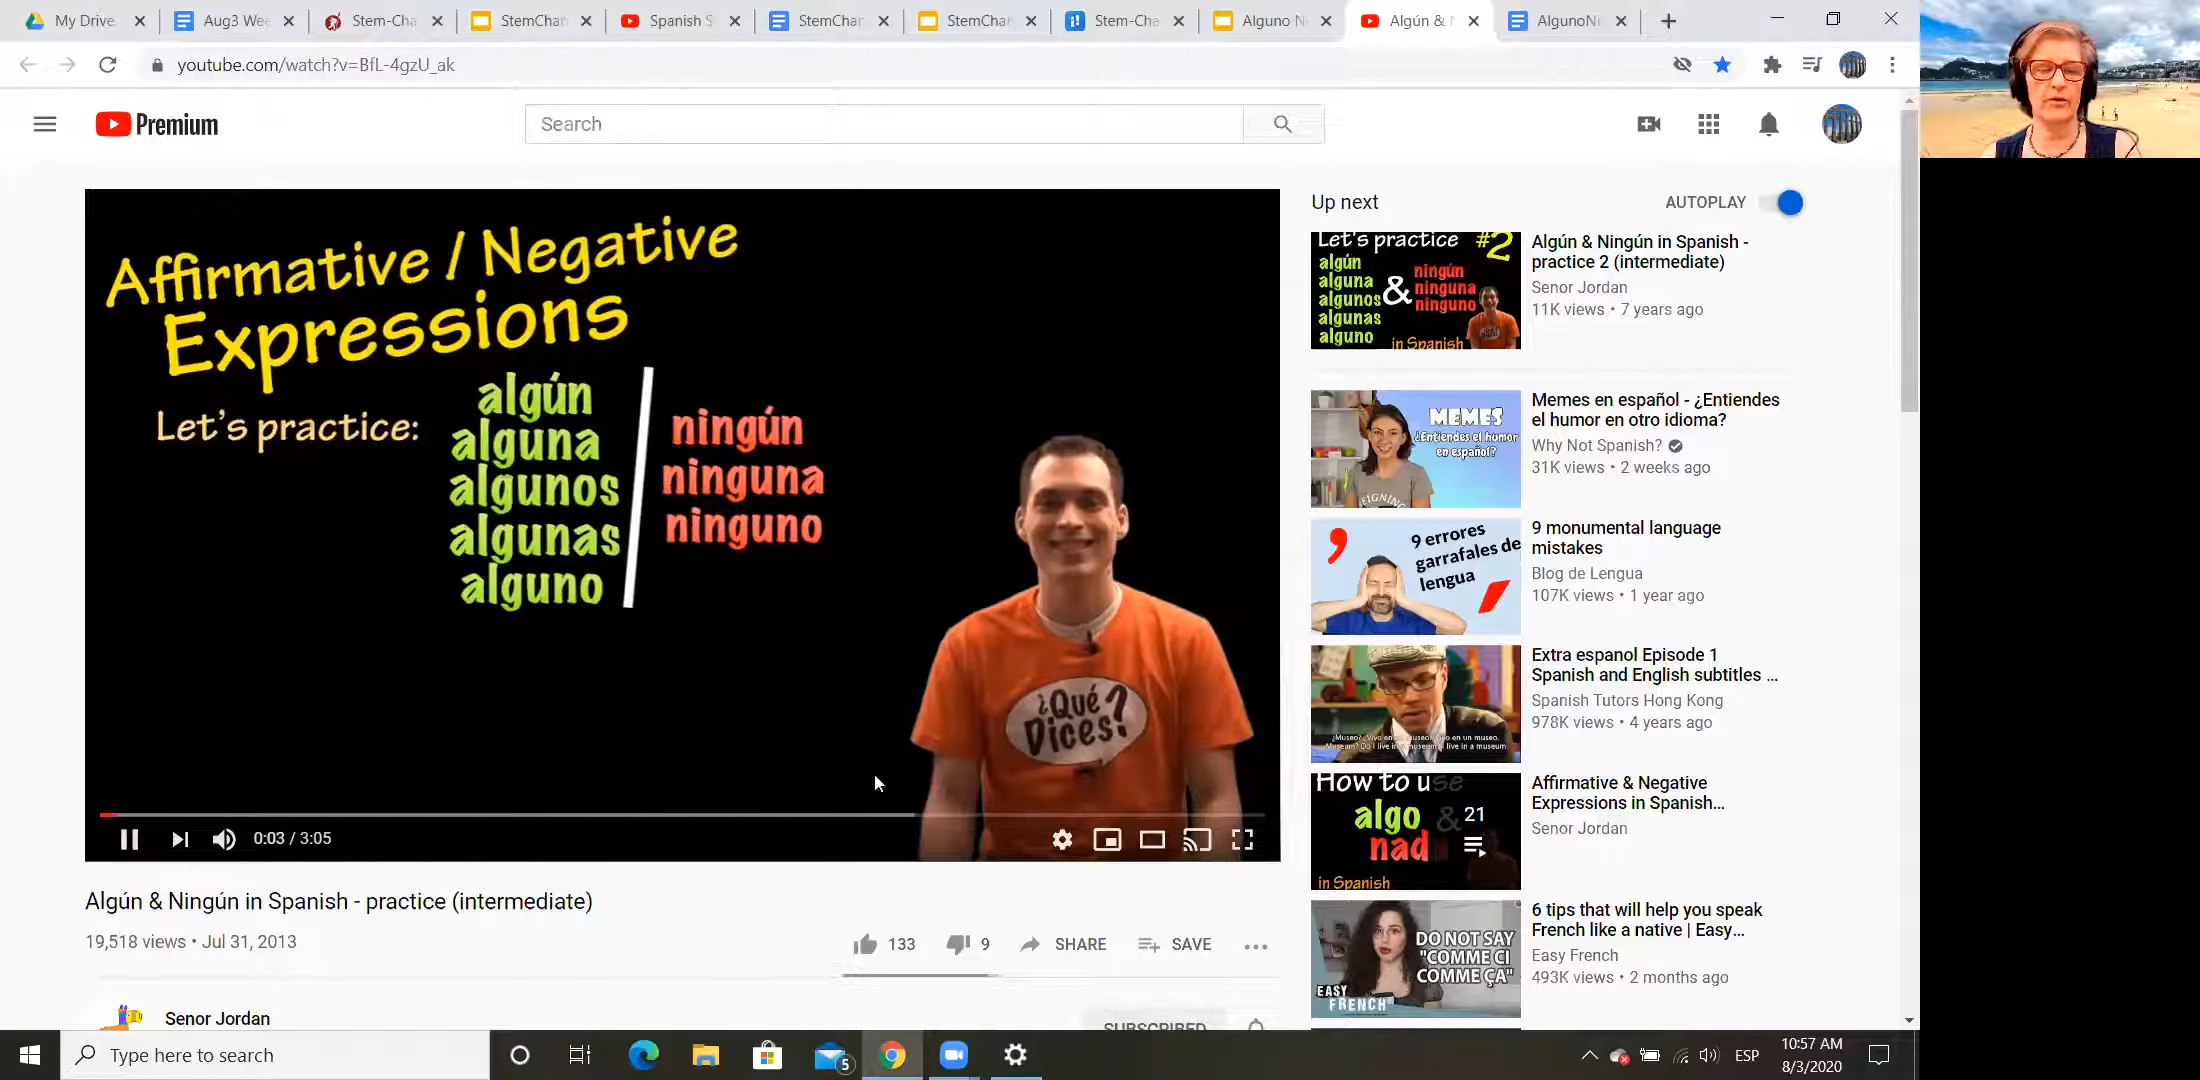 My Drive
Aug3 Wee
Stem-Cha
StemChan
Spanish S
StemChan
StemChan
Stem-Cha
Alguno N
Algún & N
AlgunoNi
youtube.com/watch?v=BfL-4gzU_ak
Premium
Search
Affirmative / Negative
Expressions
Let's practice:
algún
alguna
algunos
algunas
alguno
ningún
ninguna
ninguno
¿Qué
Dices?
0:03 / 3:05
Algún & Ningún in Spanish - practice (intermediate)
19,518 views • Jul 31, 2013
133
9
SHARE
SAVE
Senor Jordan
SUBSCRIBED
Up next
AUTOPLAY
Let's practice #2
algún
alguna
algunos
algunas
alguno
&
ningún
ninguna
ninguno
in Spanish
Algún & Ningún in Spanish -
practice 2 (intermediate)
Senor Jordan
11K views • 7 years ago
MEMES
¿Entiendes el humor
en español?
Memes en español - ¿Entiendes
el humor en otro idioma?
Why Not Spanish?
31K views • 2 weeks ago
9 errores
garrafales de
lengua
9 monumental language
mistakes
Blog de Lengua
107K views • 1 year ago
Extra espanol Episode 1
Spanish and English subtitles ...
Spanish Tutors Hong Kong
978K views • 4 years ago
How to use
algo
&
nad
in Spanish
21
Affirmative & Negative
Expressions in Spanish...
Senor Jordan
DO NOT SAY
"COMME CI
COMME ÇA"
EASY
FRENCH
6 tips that will help you speak
French like a native | Easy...
Easy French
493K views • 2 months ago
Type here to search
5
ESP
10:57 AM
8/3/2020